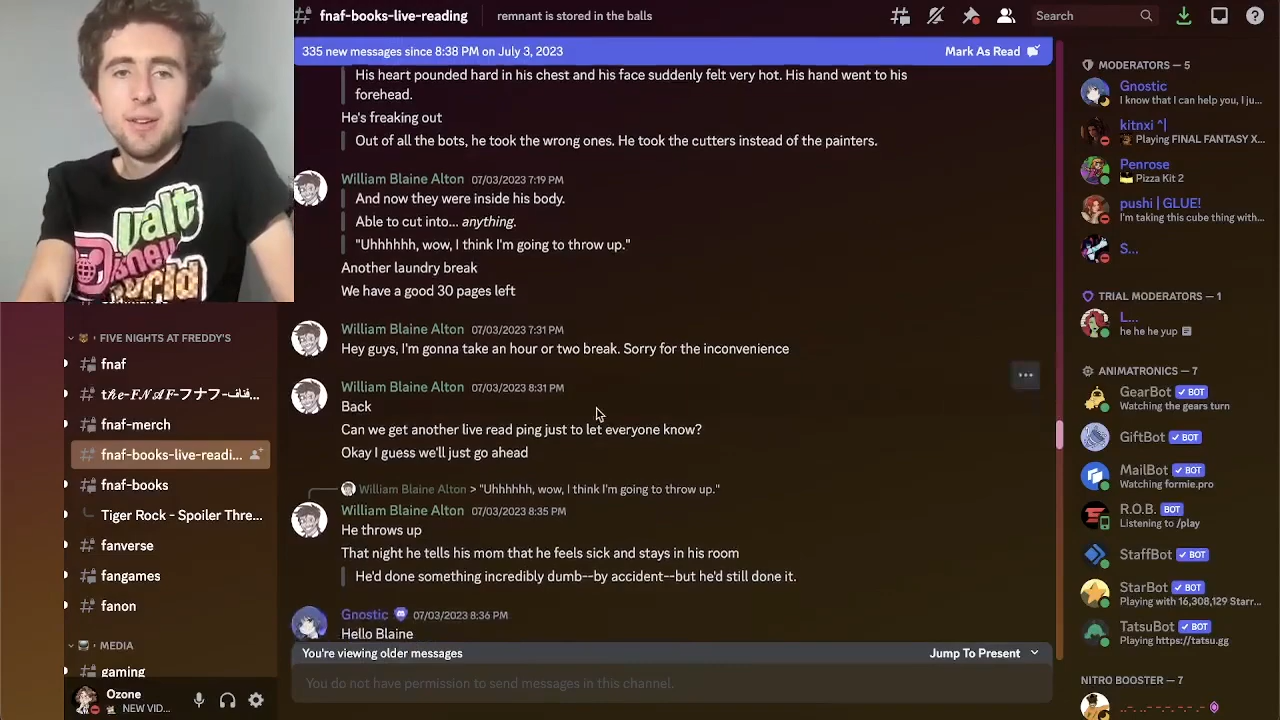 fnaf-books-live-reading
remnant is stored in the balls
Search
335 new messages since 8:38 PM on July 3, 2023
Mark As Read
His heart pounded hard in his chest and his face suddenly felt very hot. His hand went to his
forehead.
He's freaking out
Out of all the bots, he took the wrong ones. He took the cutters instead of the painters.
William Blaine Alton 07/03/2023 7:19 PM
And now they were inside his body.
Able to cut into... anything.
"Uhhhhhh, wow, I think I'm going to throw up."
Another laundry break
We have a good 30 pages left
William Blaine Alton 07/03/2023 7:31 PM
Hey guys, I'm gonna take an hour or two break. Sorry for the inconvenience
William Blaine Alton 07/03/2023 8:31 PM
Back
Can we get another live read ping just to let everyone know?
Okay I guess we'll just go ahead
William Blaine Alton > "Uhhhhhh, wow, I think I'm going to throw up."
William Blaine Alton 07/03/2023 8:35 PM
He throws up
That night he tells his mom that he feels sick and stays in his room
He'd done something incredibly dumb--by accident--but he'd still done it.
Gnostic 07/03/2023 8:36 PM
Hello Blaine
You're viewing older messages
Jump To Present
You do not have permission to send messages in this channel.
Walt
Disney
World
FIVE NIGHTS AT FREDDY'S
fnaf
the-FNAF-フナフ-فناف...
fnaf-merch
fnaf-books-live-readi...
fnaf-books
Tiger Rock - Spoiler Thre...
fanverse
fangames
fanon
MEDIA
gaming
Ozone
NEW VID...
MODERATORS — 5
Gnostic
I know that I can help you, I ju...
kitnxi ^|
Playing FINAL FANTASY X...
Penrose
Pizza Kit 2
pushi | GLUE!
I'm taking this cube thing with...
S...
TRIAL MODERATORS — 1
L...
he he he yup
ANIMATRONICS — 7
GearBot BOT
Watching the gears turn
GiftBot BOT
MailBot BOT
Watching formie.pro
R.O.B. BOT
Listening to /play
StaffBot BOT
StarBot BOT
Playing with 16,308,129 Starr...
TatsuBot BOT
Playing https://tatsu.gg
NITRO BOOSTER — 7